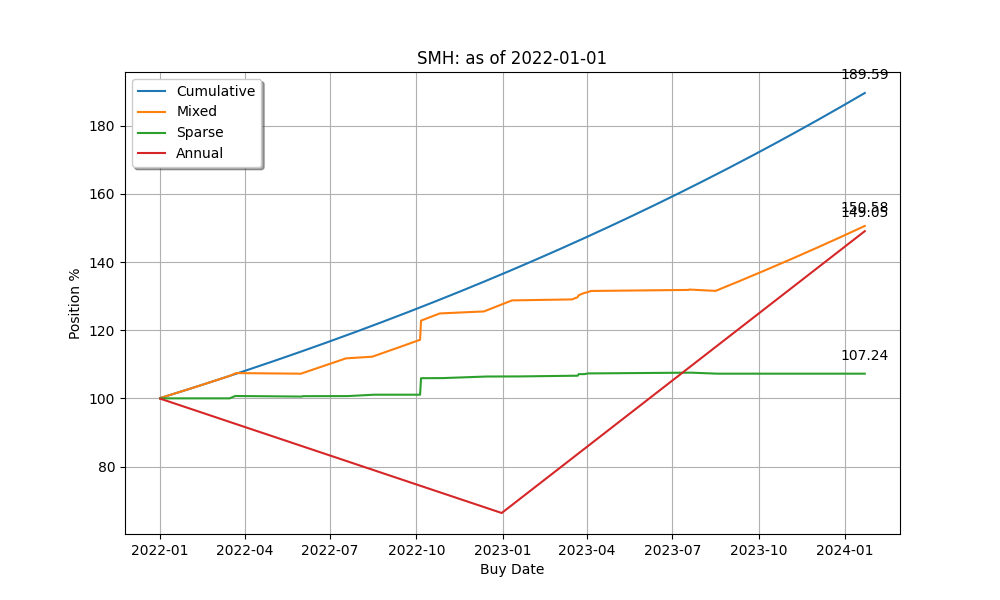 SMH: as of 2022-01-01
189.59
Cumulative
Mixed
Sparse
Annual
180
160
150.58
149.05
140
120
107.24
100
80
Position %
2022-01 2022-04 2022-07 2022-10 2023-01 2023-04 2023-07 2023-10 2024-01
Buy Date